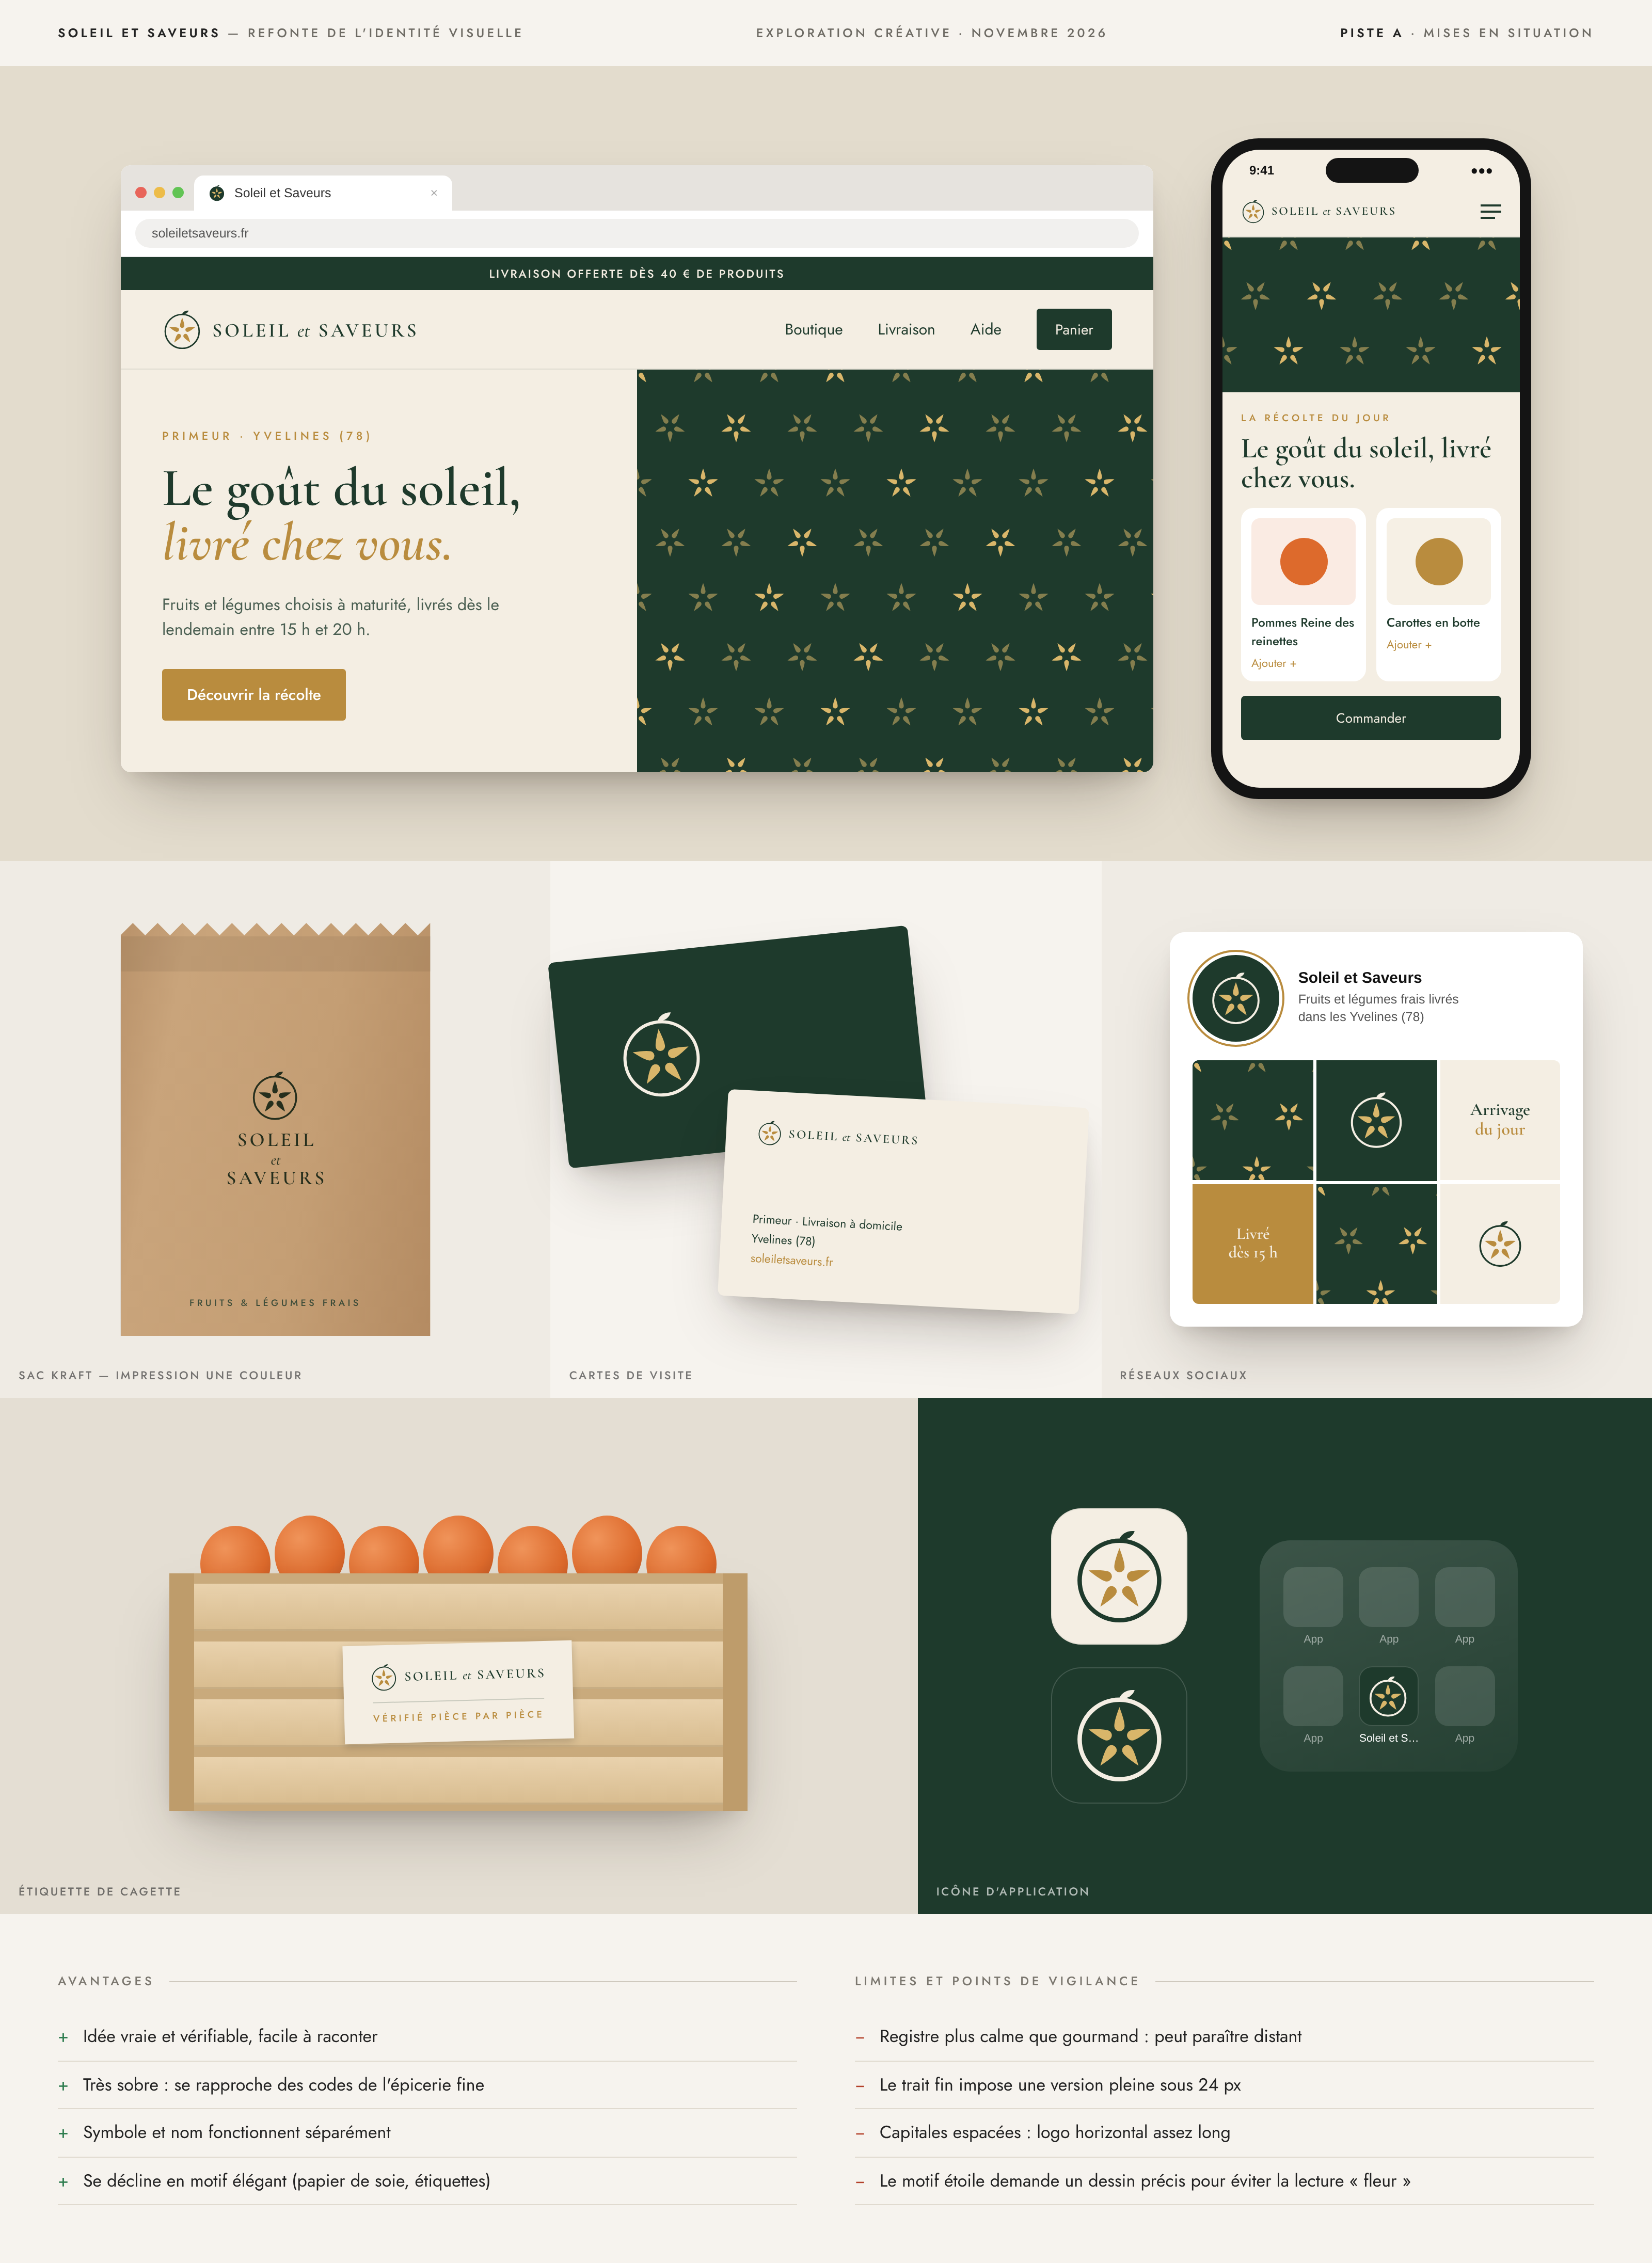 SOLEIL ET SAVEURS — REFONTE DE L'IDENTITÉ VISUELLE
EXPLORATION CRÉATIVE · NOVEMBRE 2026
PISTE A · MISES EN SITUATION
Soleil et Saveurs ×
soleiletsaveurs.fr
LIVRAISON OFFERTE DÈS 40 € DE PRODUITS
SOLEIL et SAVEURS
Boutique
Livraison
Aide
Panier
PRIMEUR · YVELINES (78)
Le goût du soleil,
livré chez vous.
Fruits et légumes choisis à maturité, livrés dès le
lendemain entre 15 h et 20 h.
Découvrir la récolte
9:41
SOLEIL et SAVEURS
LA RÉCOLTE DU JOUR
Le goût du soleil, livré
chez vous.
Pommes Reine des
reinettes
Ajouter +
Carottes en botte
Ajouter +
Commander
SOLEIL
et
SAVEURS
FRUITS & LÉGUMES FRAIS
SAC KRAFT — IMPRESSION UNE COULEUR
SOLEIL et SAVEURS
Primeur · Livraison à domicile
Yvelines (78)
soleiletsaveurs.fr
CARTES DE VISITE
Soleil et Saveurs
Fruits et légumes frais livrés
dans les Yvelines (78)
Arrivage
du jour
Livré
dès 15 h
RÉSEAUX SOCIAUX
SOLEIL et SAVEURS
VÉRIFIÉ PIÈCE PAR PIÈCE
ÉTIQUETTE DE CAGETTE
App
App
App
App
Soleil et S…
App
ICÔNE D'APPLICATION
AVANTAGES
+ Idée vraie et vérifiable, facile à raconter
+ Très sobre : se rapproche des codes de l'épicerie fine
+ Symbole et nom fonctionnent séparément
+ Se décline en motif élégant (papier de soie, étiquettes)
LIMITES ET POINTS DE VIGILANCE
– Registre plus calme que gourmand : peut paraître distant
– Le trait fin impose une version pleine sous 24 px
– Capitales espacées : logo horizontal assez long
– Le motif étoile demande un dessin précis pour éviter la lecture « fleur »